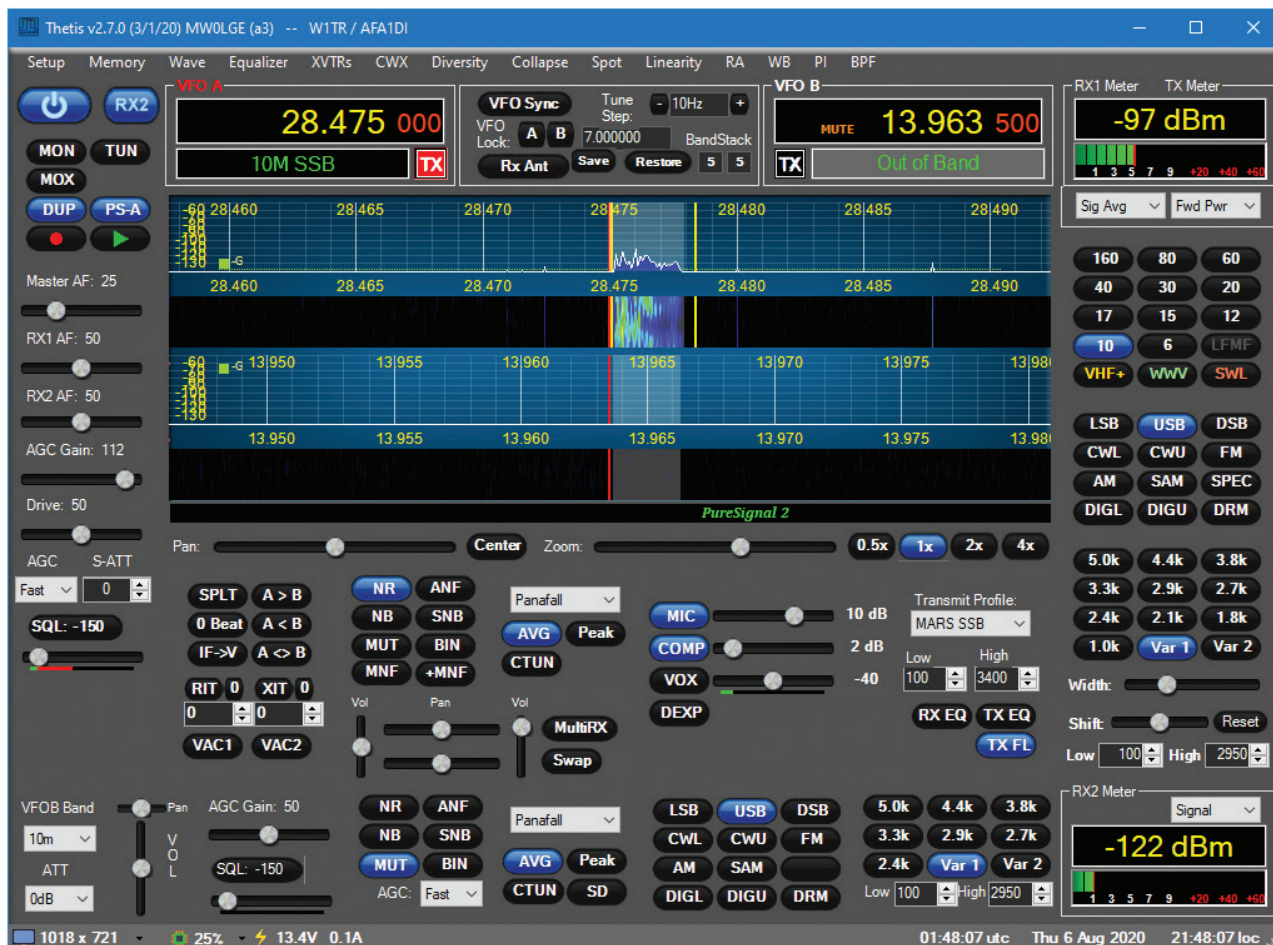 Thetis v2.7.0 (3/1/20) MW0LGE (a3) -- W1TR / AFA1DI
Setup Memory Wave Equalizer XVTRs CWX Diversity Collapse Spot Linearity RA WB PI BPF
RX2
MON TUN
MOX
DUP PS-A
Master AF: 25
RX1 AF: 50
RX2 AF: 50
AGC Gain: 112
Drive: 50
AGC S-ATT
Fast 0
SQL: -150
VFO A
28.475 000
10M SSB TX
VFO Sync Tune Step: - 10Hz +
VFO Lock: A B 7.000000 BandStack
Rx Ant Save Restore 5 5
VFO B
MUTE 13.963 500
TX Out of Band
RX1 Meter TX Meter
-97 dBm
1 3 5 7 9 +20 +40 +60
Sig Avg Fwd Pwr
-60 28.460 28.465 28.470 28.475 28.480 28.485 28.490
-130 -G
28.460 28.465 28.470 28.475 28.480 28.485 28.490
-60 -G 13.950 13.955 13.960 13.965 13.970 13.975 13.980
-130
13.950 13.955 13.960 13.965 13.970 13.975 13.98
PureSignal 2
Pan: Center Zoom: 0.5x 1x 2x 4x
160 80 60
40 30 20
17 15 12
10 6 LFMF
VHF+ WWV SWL
LSB USB DSB
CWL CWU FM
AM SAM SPEC
DIGL DIGU DRM
5.0k 4.4k 3.8k
3.3k 2.9k 2.7k
2.4k 2.1k 1.8k
1.0k Var 1 Var 2
Width:
Shift: Reset
Low 100 High 2950
SPLT A > B
0 Beat A < B
IF->V A <> B
RIT 0 XIT 0
0 0
VAC1 VAC2
NR ANF
NB SNB
MUT BIN
MNF +MNF
Vol Pan Vol
Panafall
AVG Peak
CTUN
MultiRX
Swap
MIC 10 dB
COMP 2 dB
VOX -40
DEXP
Transmit Profile:
MARS SSB
Low High
100 3400
RX EQ TX EQ
TX FL
VFOB Band Pan
10m
ATT
0dB
VOL
AGC Gain: 50
SQL: -150
NR ANF
NB SNB
MUT BIN
AGC: Fast
Panafall
AVG Peak
CTUN SD
LSB USB DSB
CWL CWU FM
AM SAM
DIGL DIGU DRM
5.0k 4.4k 3.8k
3.3k 2.9k 2.7k
2.4k Var 1 Var 2
Low 100 High 2950
RX2 Meter
Signal
-122 dBm
1 3 5 7 9 +20 +40 +60
1018 x 721 25% 13.4V 0.1A 01:48:07 utc Thu 6 Aug 2020 21:48:07 loc